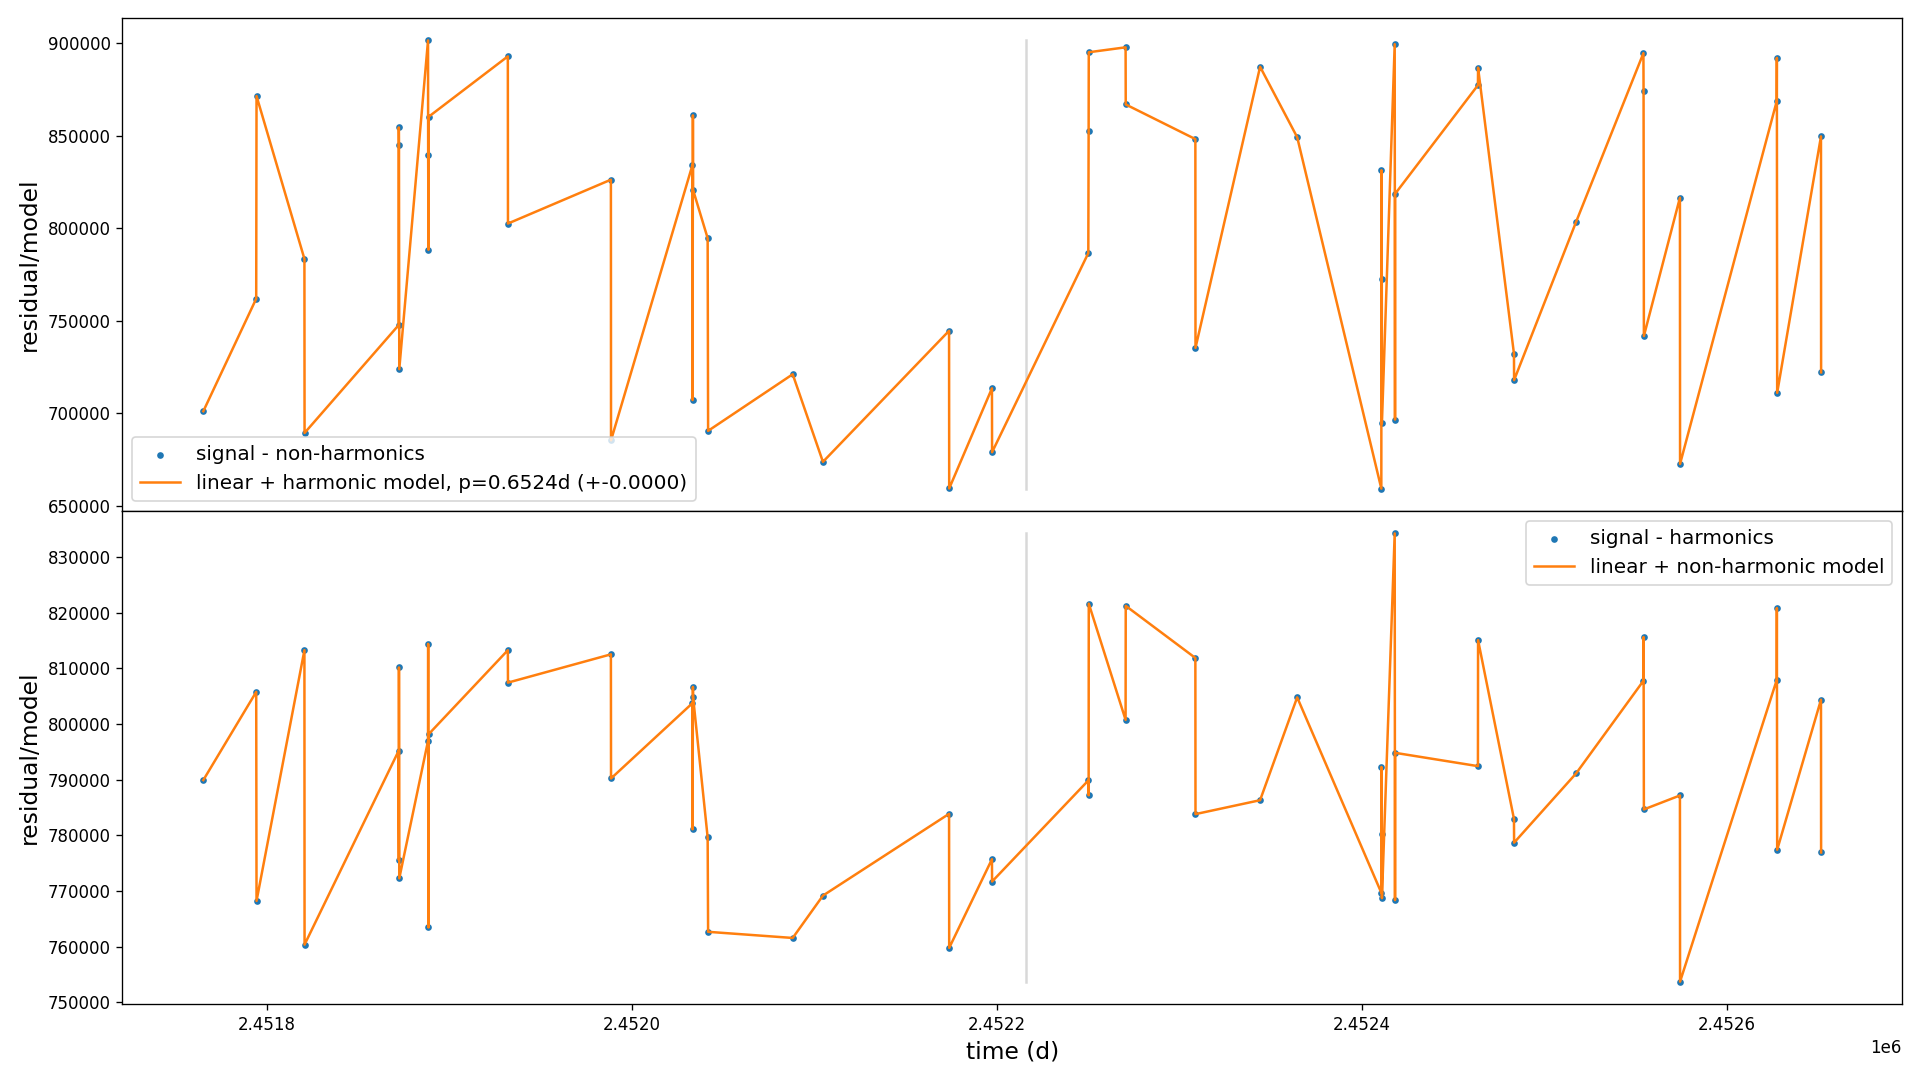 900000
850000
800000
750000
700000
650000
residual/model
signal - non-harmonics
linear + harmonic model, p=0.6524d (+-0.0000)
830000
820000
810000
800000
790000
780000
770000
760000
750000
residual/model
signal - harmonics
linear + non-harmonic model
2.4518
2.4520
2.4522
2.4524
2.4526
1e6
time (d)